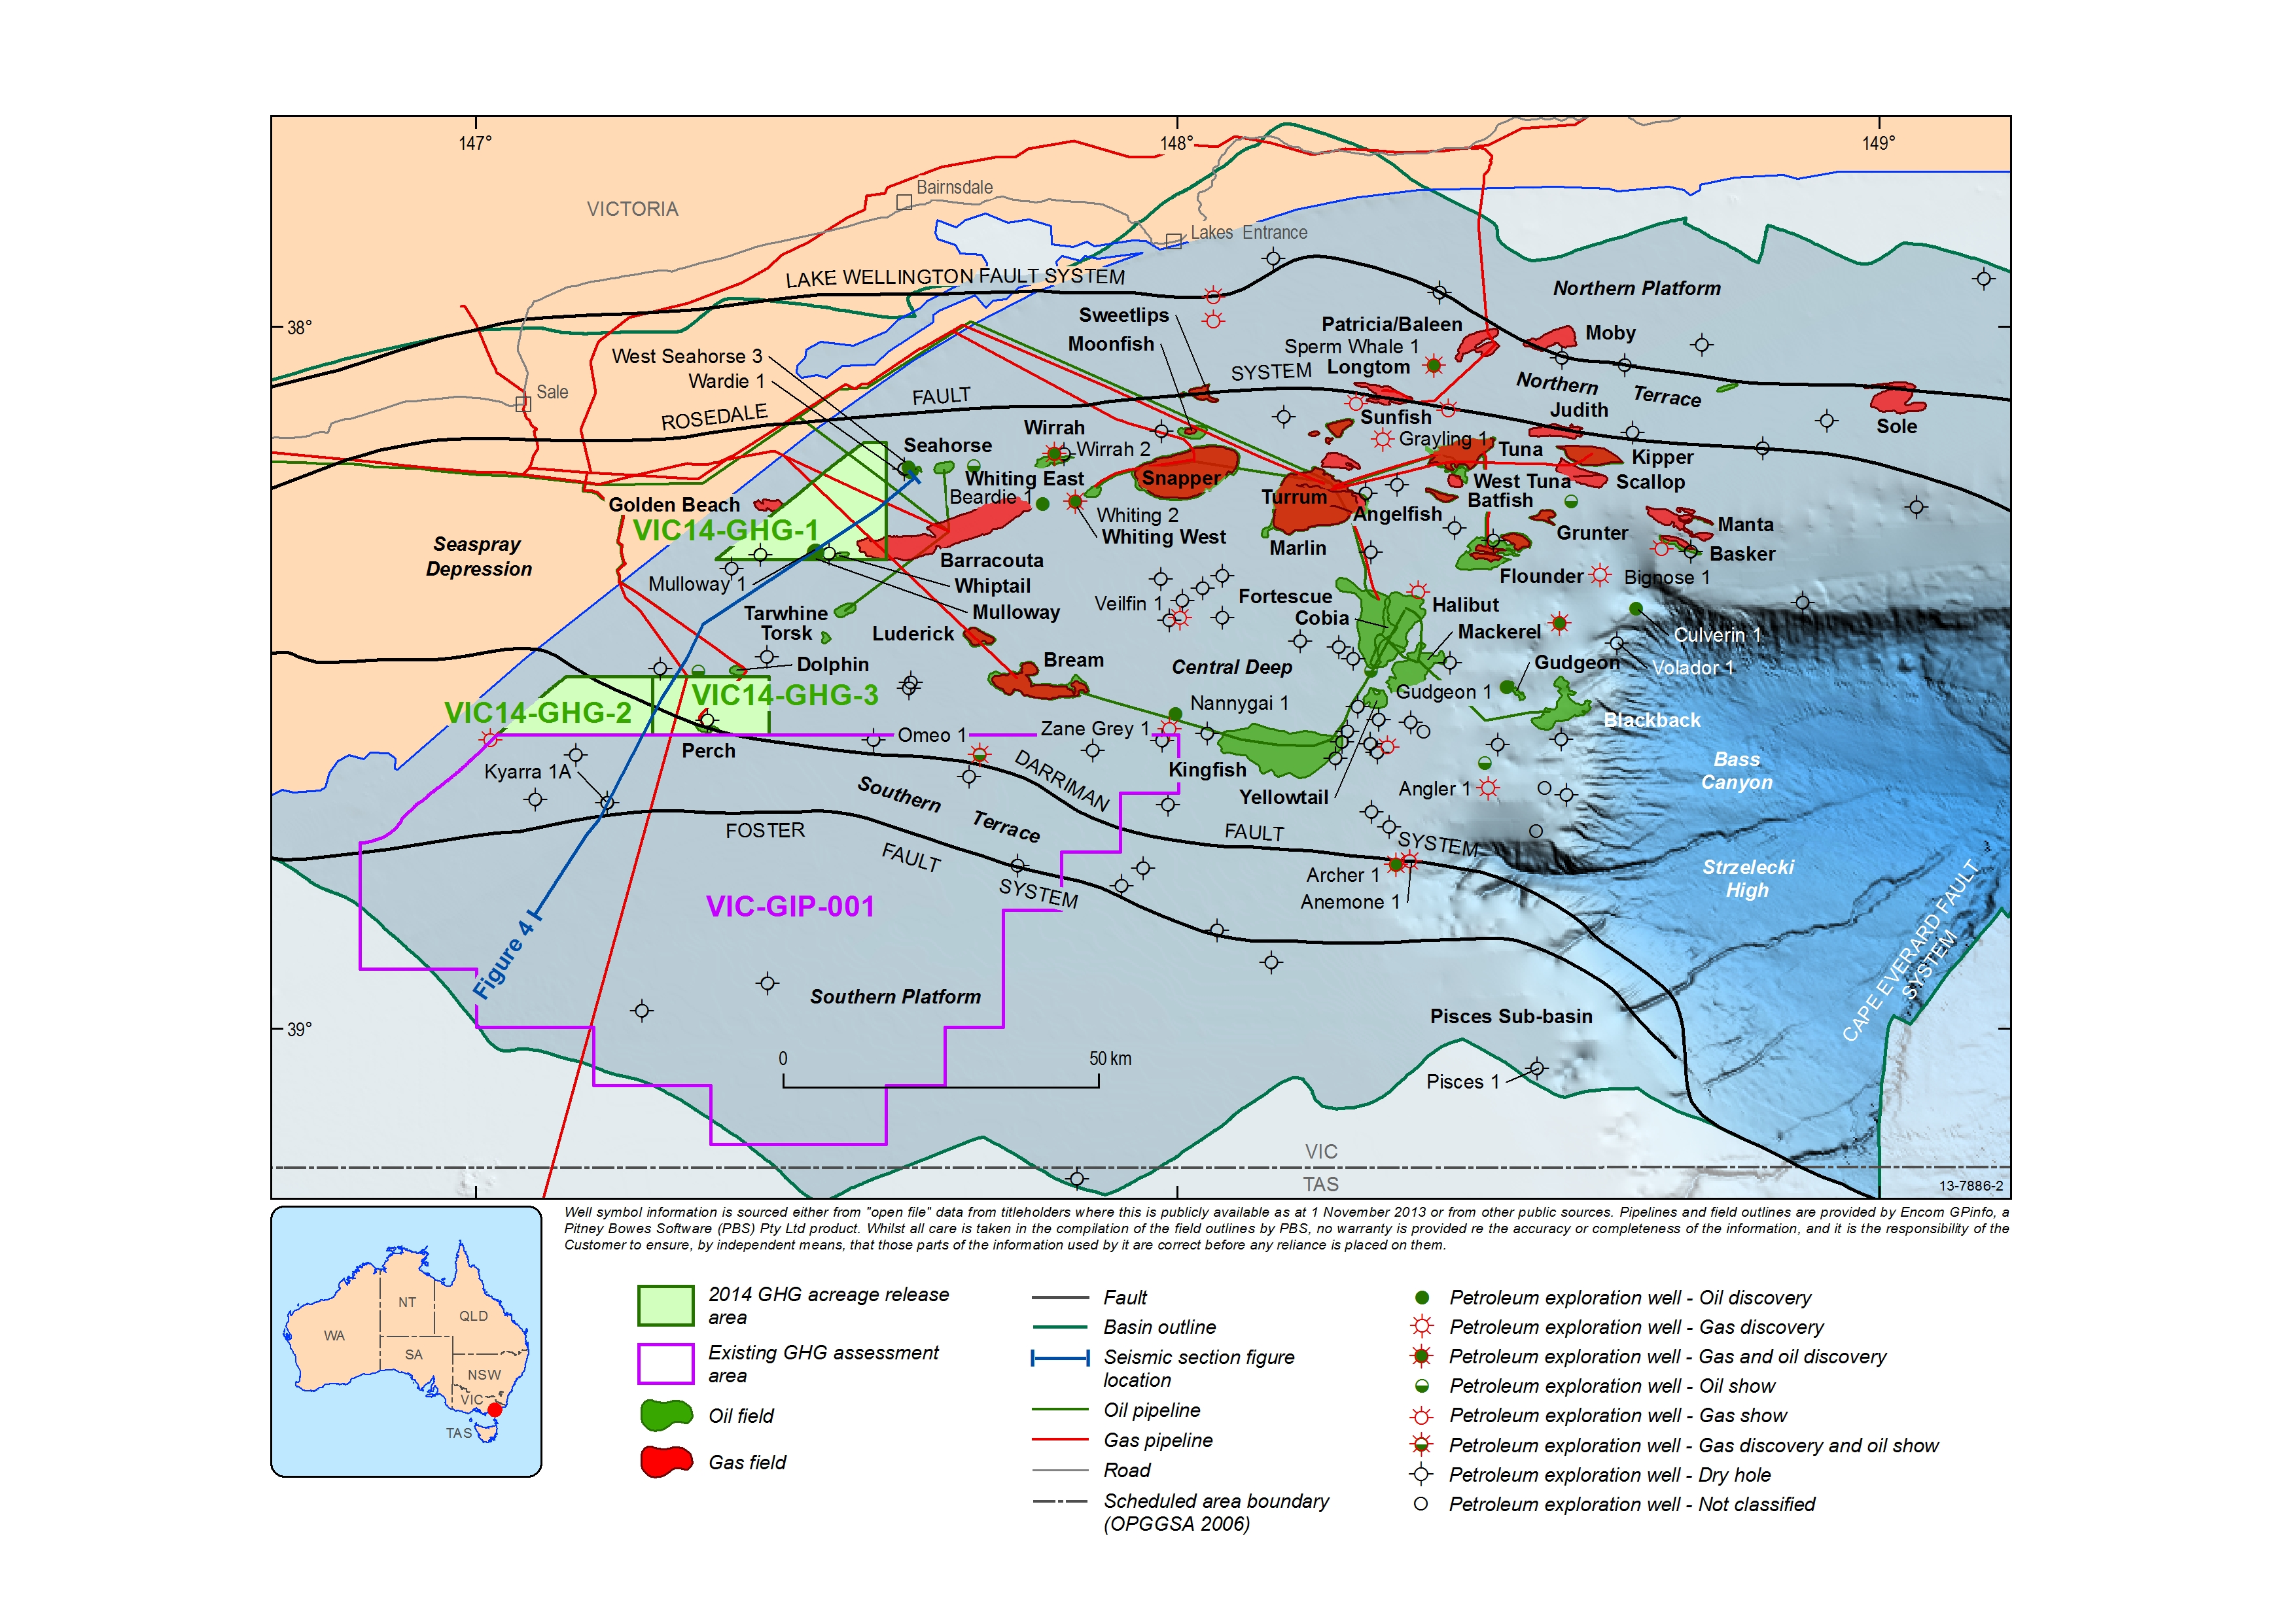 147°
148°
149°
Bairnsdale
VICTORIA
Lakes Entrance
LAKE WELLINGTON FAULT SYSTEM
Northern Platform
38°
Sweetlips
Moonfish
Patricia/Baleen
Sperm Whale 1
Longtom
Moby
West Seahorse 3
Wardie 1
Sale
ROSEDALE
FAULT
SYSTEM
Northern
Terrace
Judith
Sole
Sunfish
Grayling 1
Seahorse
Wirrah
Wirrah 2
Tuna
Kipper
Whiting East
Snapper
West Tuna
Scallop
Beardie 1
Turrum
Batfish
Golden Beach
VIC14-GHG-1
Whiting 2
Whiting West
Angelfish
Manta
Grunter
Marlin
Basker
Seaspray
Depression
Barracouta
Whiptail
Mulloway 1
Mulloway
Flounder
Bignose 1
Veilfin 1
Fortescue
Cobia
Halibut
Mackerel
Tarwhine
Torsk
Luderick
Culverin 1
Volador 1
Dolphin
Bream
Central Deep
Gudgeon
Gudgeon 1
VIC14-GHG-2
VIC14-GHG-3
Nannygai 1
Blackback
Perch
Omeo 1
Zane Grey 1
Kyarra 1A
Kingfish
Yellowtail
Bass
Canyon
Angler 1
DARRIMAN
FAULT
SYSTEM
Southern
Terrace
FOSTER
FAULT
SYSTEM
Archer 1
Anemone 1
Strzelecki
High
VIC-GIP-001
Figure 4
CAPE EVERARD FAULT
SYSTEM
Southern Platform
Pisces Sub-basin
39°
0
50 km
Pisces 1
VIC
TAS
13-7886-2
Well symbol information is sourced either from "open file" data from titleholders where this is publicly available as at 1 November 2013 or from other public sources. Pipelines and field outlines are provided by Encom GPinfo, a
Pitney Bowes Software (PBS) Pty Ltd product. Whilst all care is taken in the compilation of the field outlines by PBS, no warranty is provided re the accuracy or completeness of the information, and it is the responsibility of the
Customer to ensure, by independent means, that those parts of the information used by it are correct before any reliance is placed on them.
NT
QLD
WA
SA
NSW
VIC
TAS
2014 GHG acreage release
area
Existing GHG assessment
area
Oil field
Gas field
Fault
Basin outline
Seismic section figure
location
Oil pipeline
Gas pipeline
Road
Scheduled area boundary
(OPGGSA 2006)
Petroleum exploration well - Oil discovery
Petroleum exploration well - Gas discovery
Petroleum exploration well - Gas and oil discovery
Petroleum exploration well - Oil show
Petroleum exploration well - Gas show
Petroleum exploration well - Gas discovery and oil show
Petroleum exploration well - Dry hole
Petroleum exploration well - Not classified